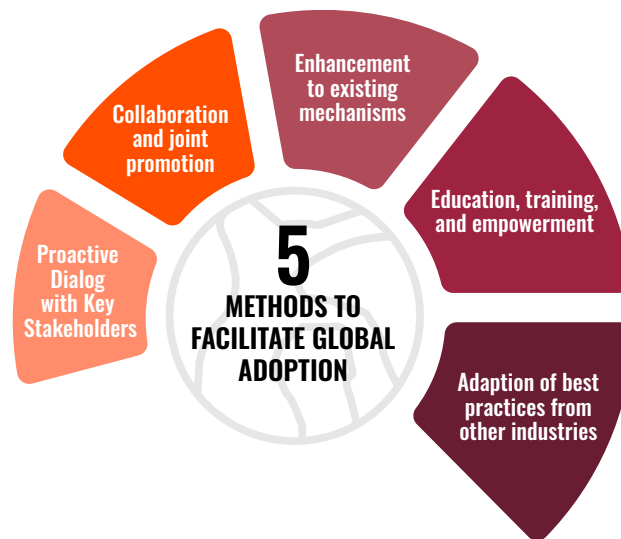 5
METHODS TO
FACILITATE GLOBAL
ADOPTION
Proactive
Dialog
with Key
Stakeholders
Collaboration
and joint
promotion
Enhancement
to existing
mechanisms
Education, training,
and empowerment
Adaption of best
practices from
other industries